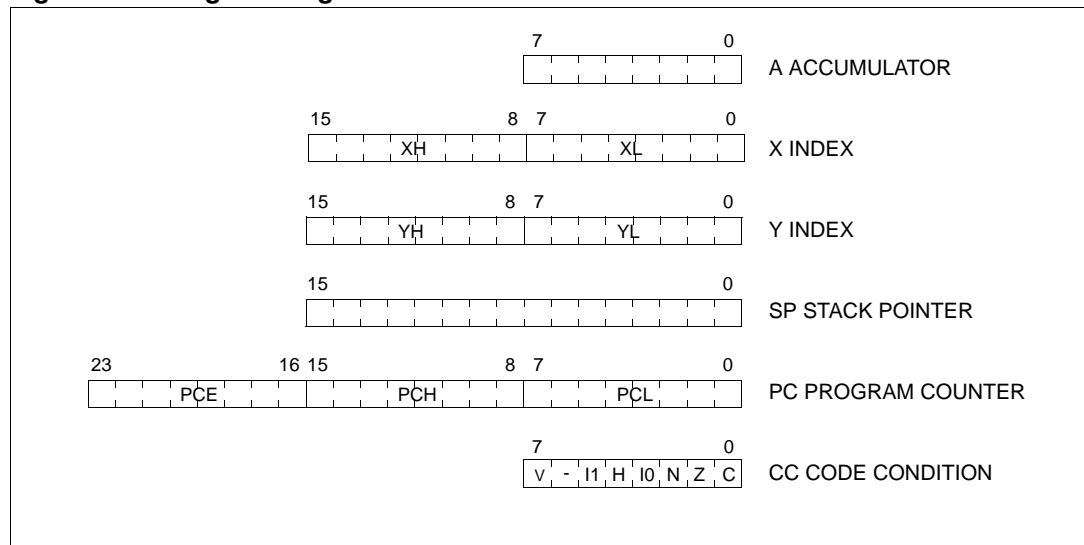 7 0
A ACCUMULATOR
15 8 7 0
XH XL X INDEX
15 8 7 0
YH YL Y INDEX
15 0
SP STACK POINTER
23 16 15 8 7 0
PCE PCH PCL PC PROGRAM COUNTER
7 0
V - I1 H I0 N Z C CC CODE CONDITION